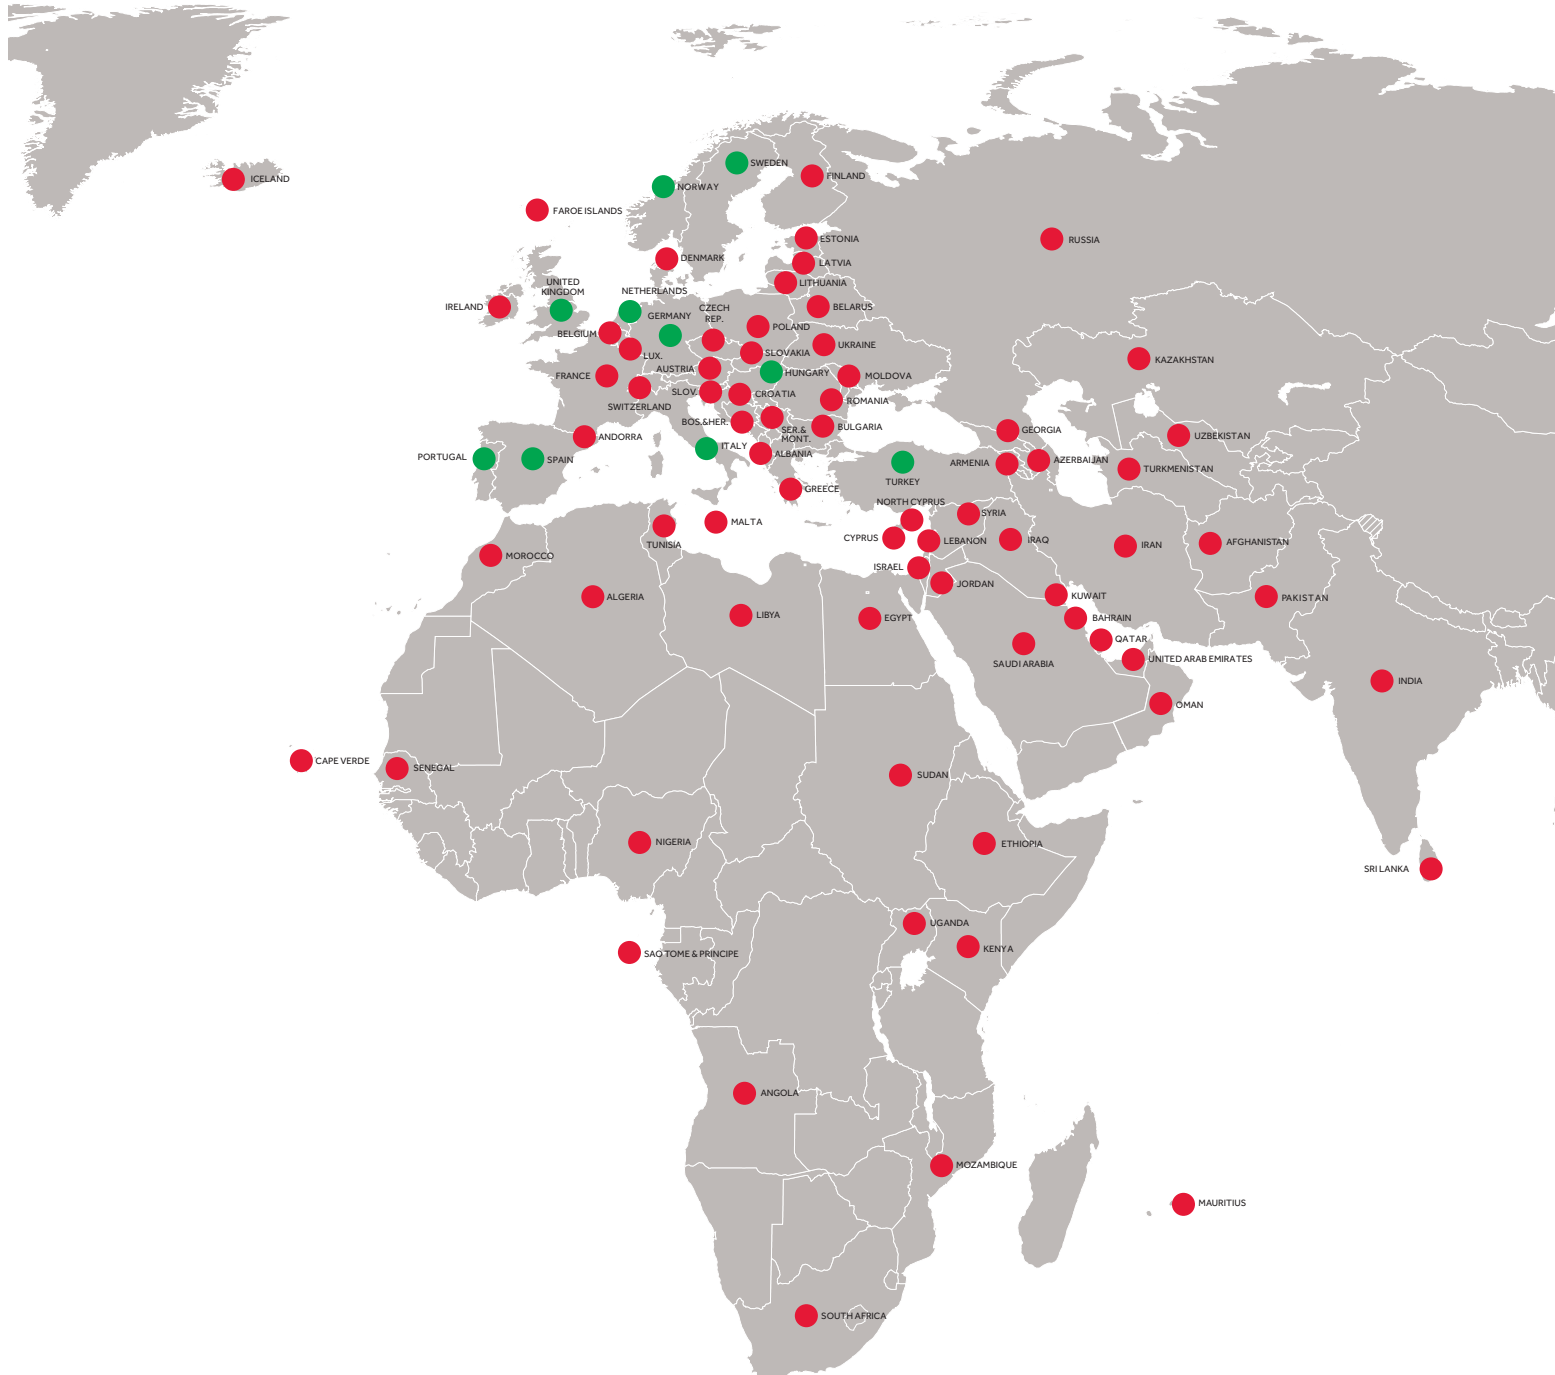 SWEDEN
FINLAND
ICELAND
NORWAY
FAROE ISLANDS
ESTONIA
RUSSIA
DENMARK
LATVIA
LITHUANIA
UNITED
KINGDOM
NETHERLANDS
IRELAND
CZECH
REP.
BELARUS
GERMANY
BELGIUM
POLAND
UKRAINE
LUX.
SLOVAKIA
KAZAKHSTAN
AUSTRIA
HUNGARY
FRANCE
MOLDOVA
SLOV.
CROATIA
SWITZERLAND
ROMANIA
BOS.&HER.
SER.&
MONT.
BULGARIA
GEORGIA
ANDORRA
UZBEKISTAN
ITALY
ALBANIA
PORTUGAL
SPAIN
ARMENIA
AZERBAIJAN
TURKMENISTAN
TURKEY
GREECE
NORTH CYPRUS
SYRIA
MALTA
TUNISIA
CYPRUS
LEBANON
IRAQ
IRAN
AFGHANISTAN
MOROCCO
ISRAEL
JORDAN
ALGERIA
KUWAIT
PAKISTAN
LIBYA
EGYPT
BAHRAIN
QATAR
SAUDI ARABIA
UNITED ARAB EMIRATES
INDIA
OMAN
CAPE VERDE
SENEGAL
SUDAN
NIGERIA
ETHIOPIA
SRI LANKA
UGANDA
KENYA
SAO TOME & PRINCIPE
ANGOLA
MOZAMBIQUE
MAURITIUS
SOUTH AFRICA